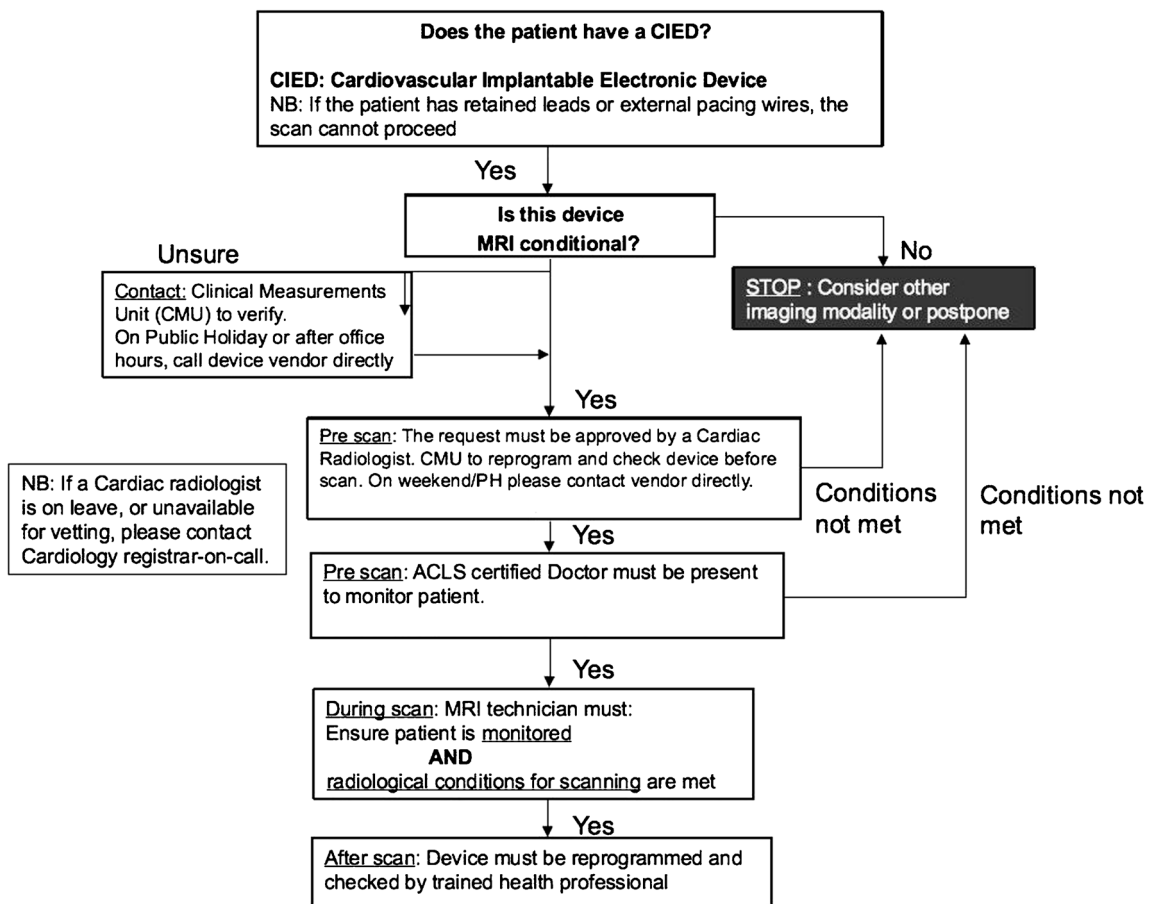 Does the patient have a CIED?
CIED: Cardiovascular Implantable Electronic Device
NB: If the patient has retained leads or external pacing wires, the
scan cannot proceed
Yes
Is this device
MRI conditional?
Unsure
No
Contact: Clinical Measurements
Unit (CMU) to verify.
On Public Holiday or after office
hours, call device vendor directly
STOP : Consider other
imaging modality or postpone
Yes
Pre scan: The request must be approved by a Cardiac
Radiologist. CMU to reprogram and check device before
scan. On weekend/PH please contact vendor directly.
NB: If a Cardiac radiologist
is on leave, or unavailable
for vetting, please contact
Cardiology registrar-on-call.
Conditions
not met
Conditions not
met
Yes
Pre scan: ACLS certified Doctor must be present
to monitor patient.
Yes
During scan: MRI technician must:
Ensure patient is monitored
AND
radiological conditions for scanning are met
Yes
After scan: Device must be reprogrammed and
checked by trained health professional